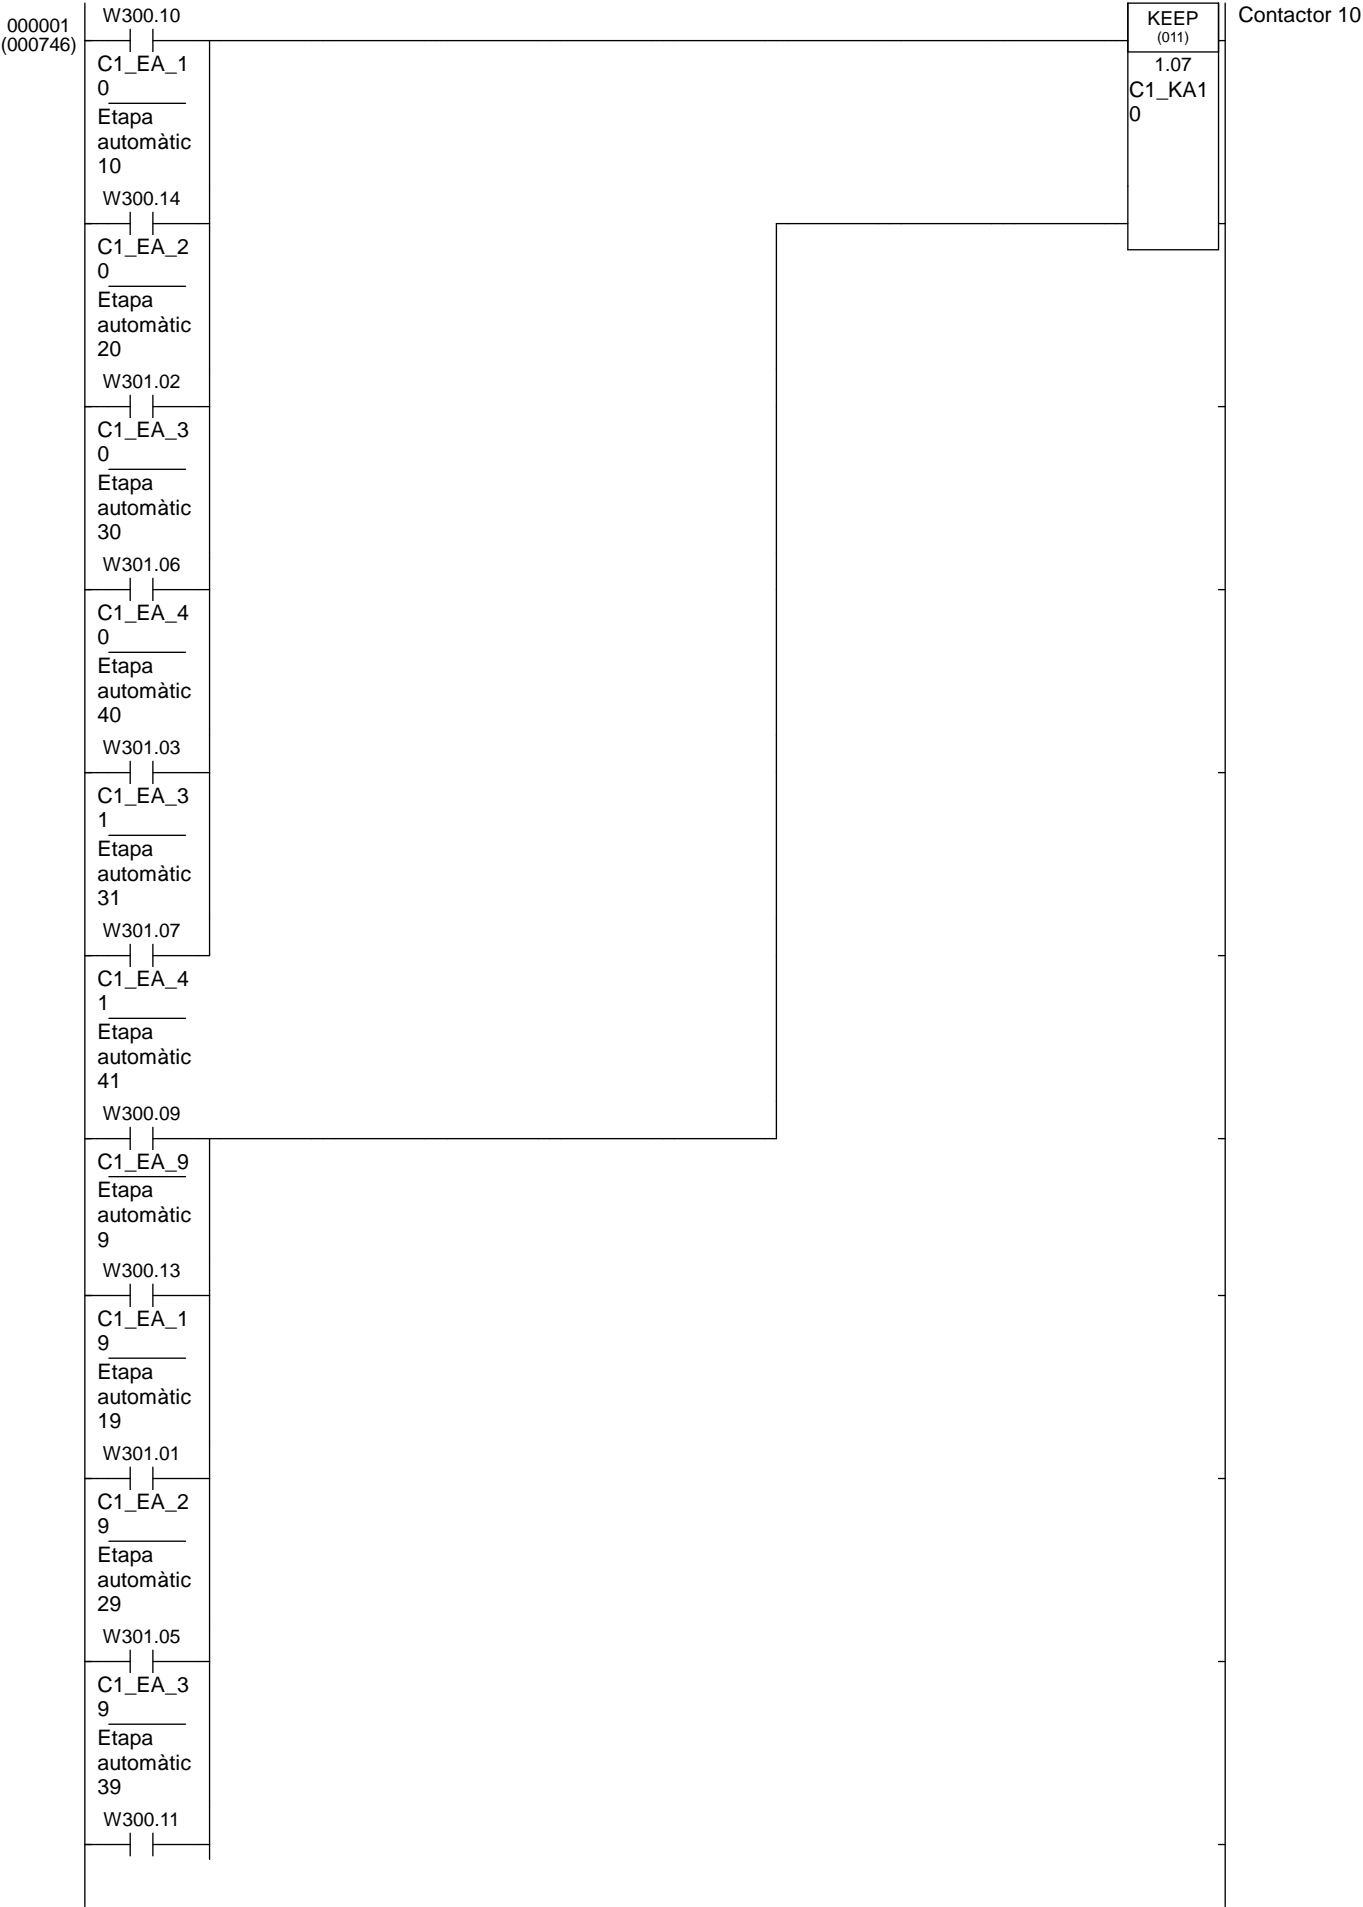 000001
(000746)
W300.10
C1_EA_1
0
Etapa
automàtic
10
W300.14
C1_EA_2
0
Etapa
automàtic
20
W301.02
C1_EA_3
0
Etapa
automàtic
30
W301.06
C1_EA_4
0
Etapa
automàtic
40
W301.03
C1_EA_3
1
Etapa
automàtic
31
W301.07
C1_EA_4
1
Etapa
automàtic
41
W300.09
C1_EA_9
Etapa
automàtic
9
W300.13
C1_EA_1
9
Etapa
automàtic
19
W301.01
C1_EA_2
9
Etapa
automàtic
29
W301.05
C1_EA_3
9
Etapa
automàtic
39
W300.11
KEEP
(011)
1.07
C1_KA1
0
Contactor 10